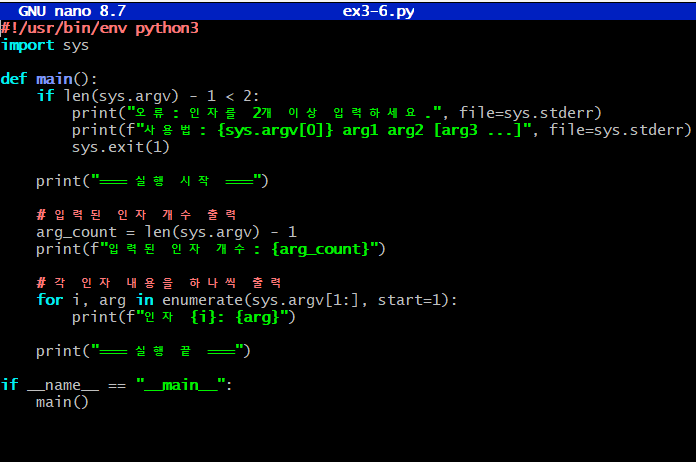 GNU nano 8.7 ex3-6.py
#!/usr/bin/env python3
import sys

def main():
    if len(sys.argv) - 1 < 2:
        print("오류: 인자를 2개 이상 입력하세요.", file=sys.stderr)
        print(f"사용법: {sys.argv[0]} arg1 arg2 [arg3 ...]", file=sys.stderr)
        sys.exit(1)

    print("=== 실행 시작 ===")

    # 입력된 인자 개수 출력
    arg_count = len(sys.argv) - 1
    print(f"입력된 인자 개수: {arg_count}")

    # 각 인자 내용을 하나씩 출력
    for i, arg in enumerate(sys.argv[1:], start=1):
        print(f"인자 {i}: {arg}")

    print("=== 실행 끝 ===")

if __name__ == "__main__":
    main()